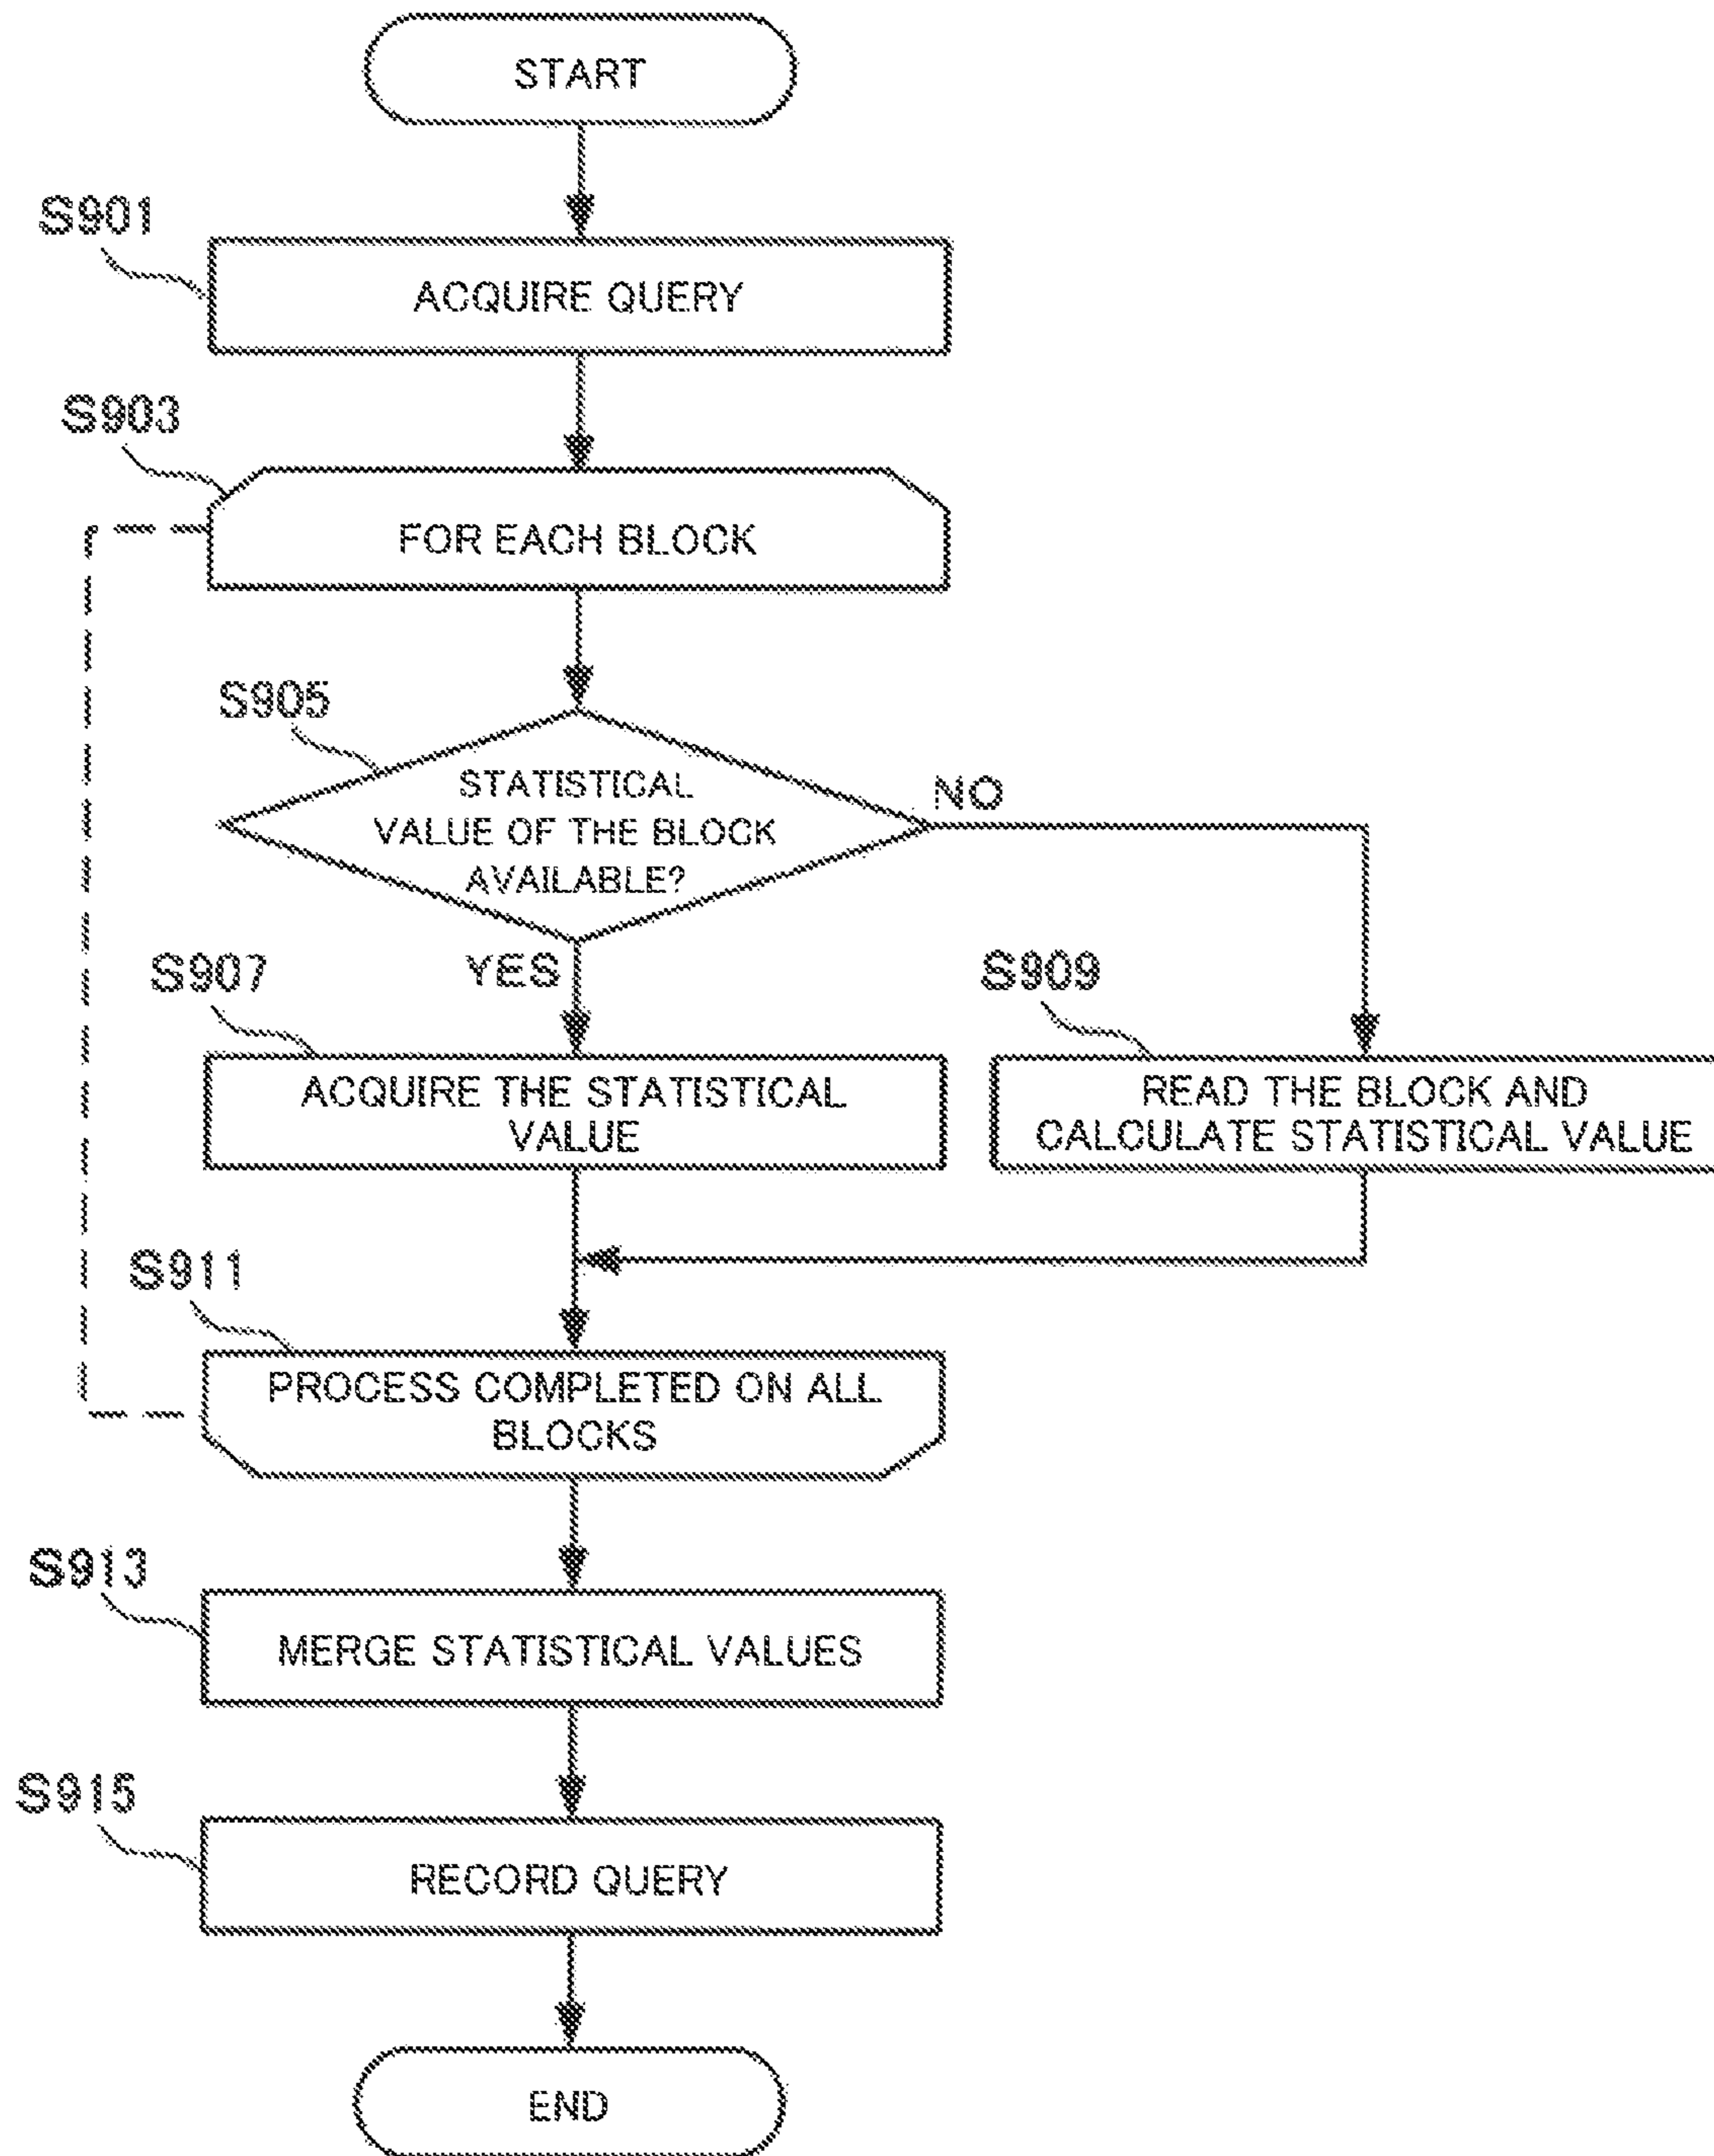 START
S901
ACQUIRE QUERY
S903
FOR EACH BLOCK
S905
STATISTICAL
VALUE OF THE BLOCK
AVAILABLE?
NO
YES
S907
ACQUIRE THE STATISTICAL
VALUE
S909
READ THE BLOCK AND
CALCULATE STATISTICAL VALUE
S911
PROCESS COMPLETED ON ALL
BLOCKS
S913
MERGE STATISTICAL VALUES
S915
RECORD QUERY
END